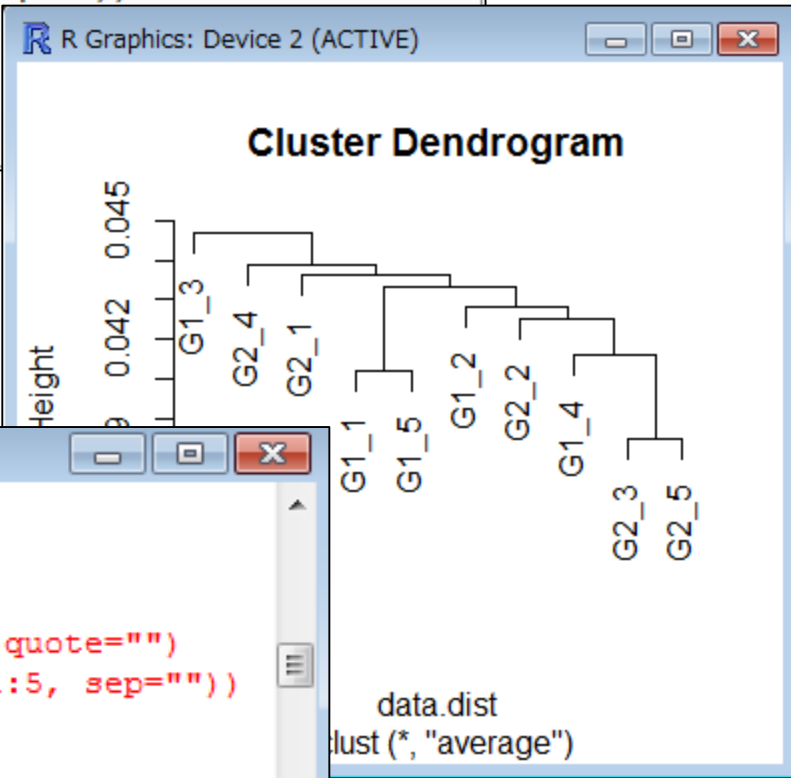 R Graphics: Device 2 (ACTIVE)
Cluster Dendrogram
0.045
0.042
9
Height
G1_3
G2_4
G2_1
G1_1
G1_5
G1_2
G2_2
G1_4
G2_3
G2_5
quote="")
:5, sep=""))
data.dist
clust (*, "average")